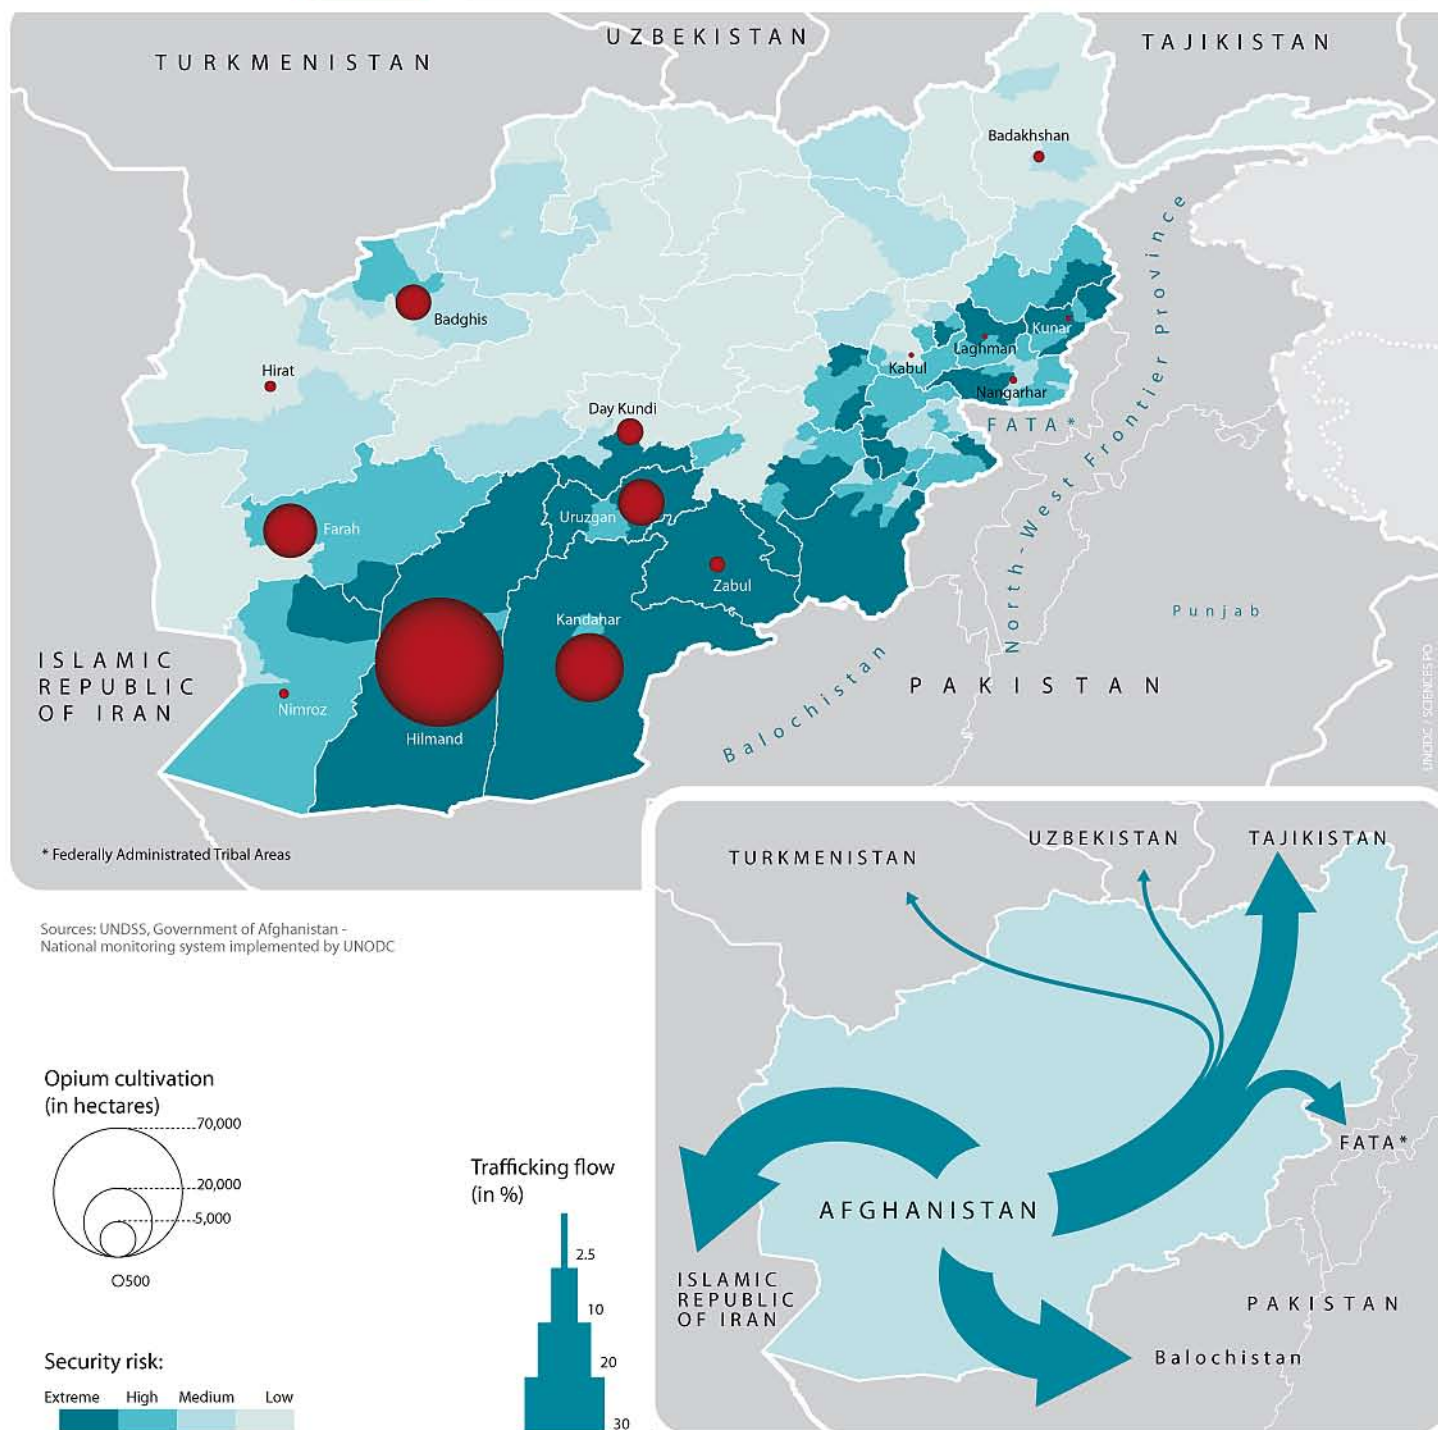 UZBEKISTAN
TAJIKISTAN
TURKMENISTAN
Badakhshan
North-West Frontier Province
Badghis
Kunar
Laghman
Kabul
Hirat
Nangarhar
Day Kundi
FATA*
Farah
Uruzgan
Zabul
Punjab
Kandahar
ISLAMIC
REPUBLIC
OF IRAN
PAKISTAN
Balochistan
Nimroz
Hilmand
UNODC / SCIENCES PO
* Federally Administrated Tribal Areas
Sources: UNDSS, Government of Afghanistan -
National monitoring system implemented by UNODC
Opium cultivation
(in hectares)
70,000
20,000
5,000
500
Security risk:
Extreme High Medium Low
Trafficking flow
(in %)
2.5
10
20
30
UZBEKISTAN
TAJIKISTAN
TURKMENISTAN
FATA*
AFGHANISTAN
ISLAMIC
REPUBLIC
OF IRAN
PAKISTAN
Balochistan